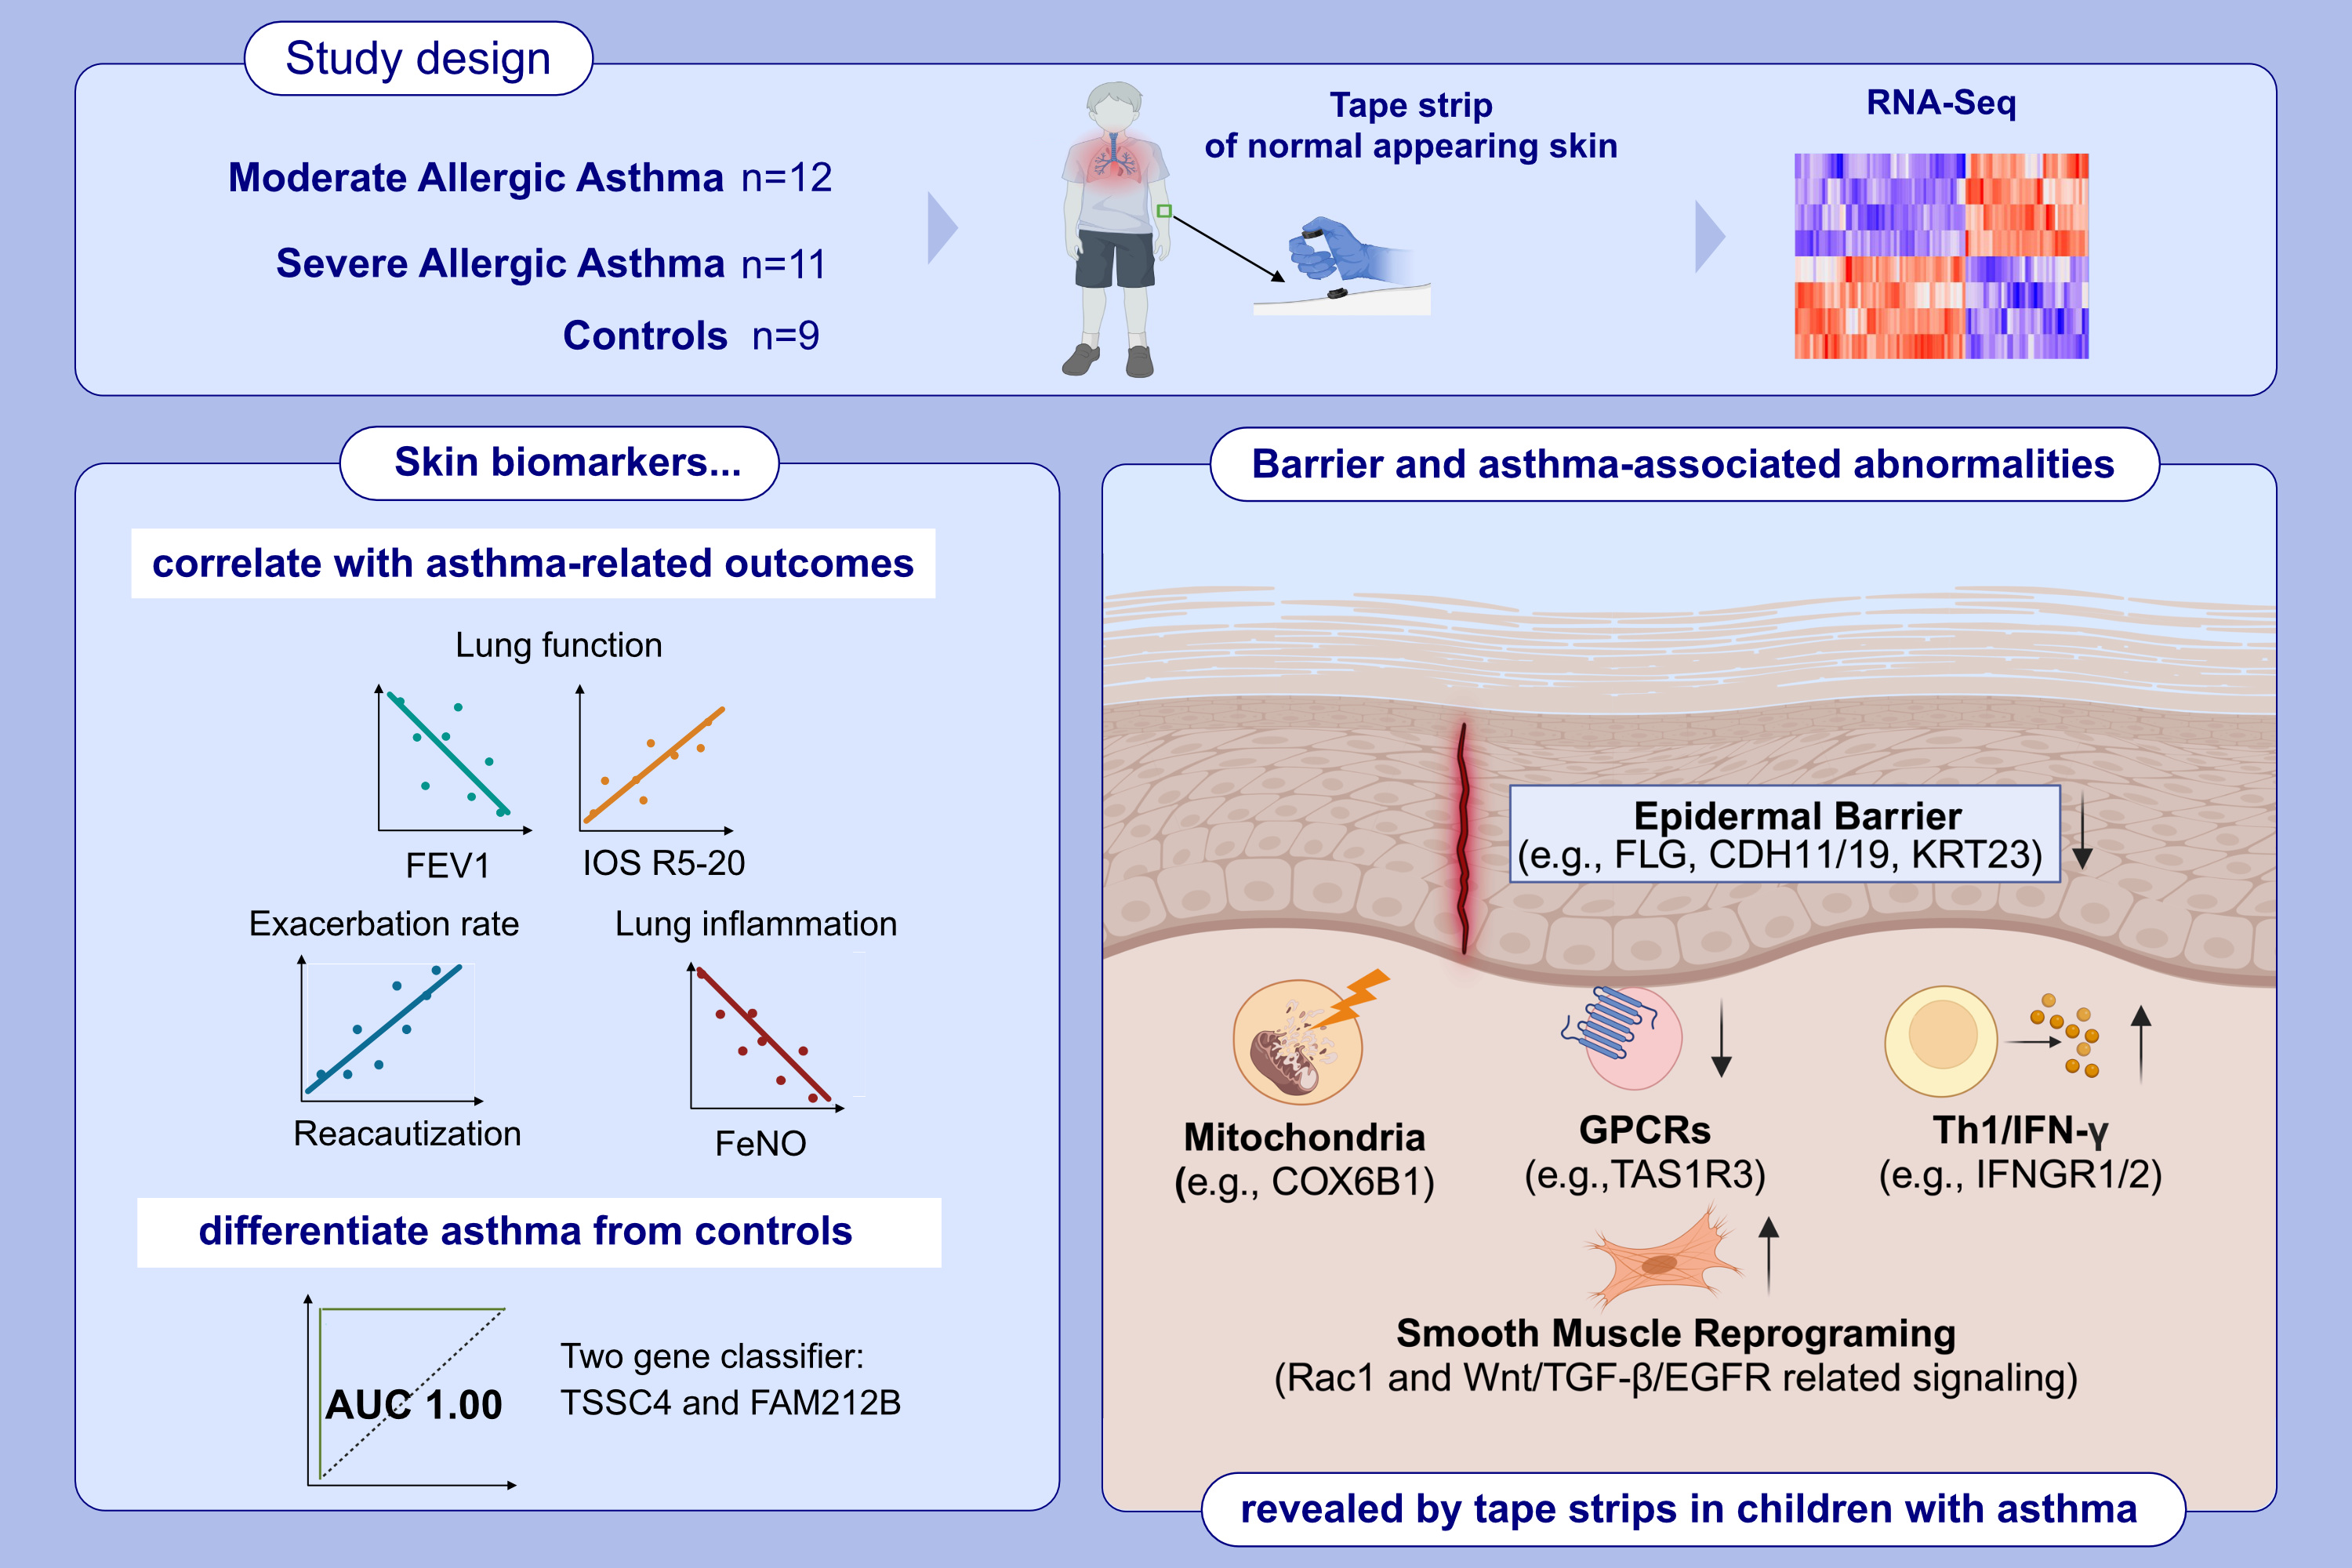 Study design
Moderate Allergic Asthma n=12
Severe Allergic Asthma n=11
Controls n=9
Tape strip
of normal appearing skin
RNA-Seq
Skin biomarkers...
correlate with asthma-related outcomes
Lung function
FEV1
IOS R5-20
Exacerbation rate
Lung inflammation
Reacautization
FeNO
differentiate asthma from controls
AUC 1.00
Two gene classifier:
TSSC4 and FAM212B
Barrier and asthma-associated abnormalities
Epidermal Barrier
(e.g., FLG, CDH11/19, KRT23)
Mitochondria
(e.g., COX6B1)
GPCRs
(e.g.,TAS1R3)
Th1/IFN-γ
(e.g., IFNGR1/2)
Smooth Muscle Reprograming
(Rac1 and Wnt/TGF-β/EGFR related signaling)
revealed by tape strips in children with asthma